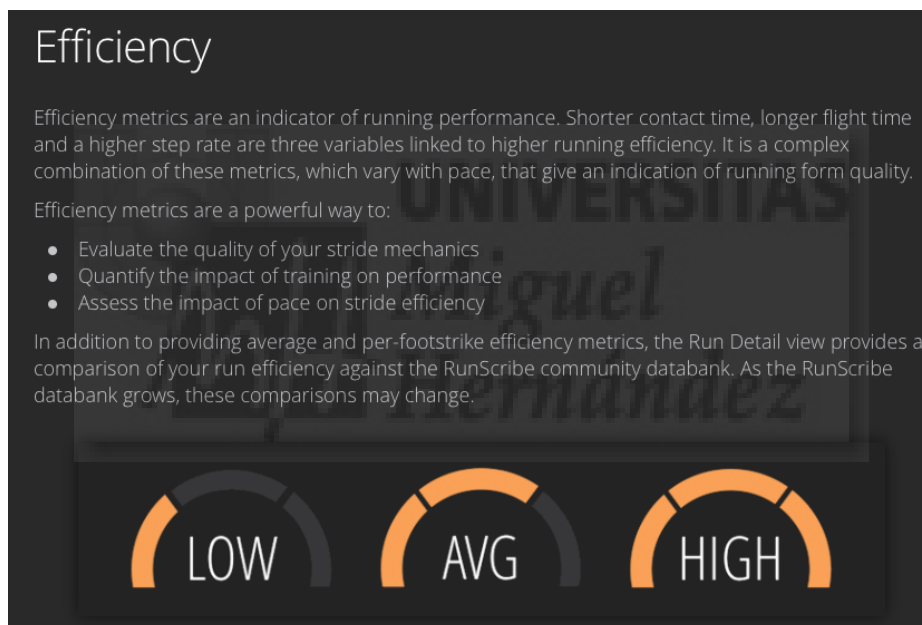 Efficiency
Efficiency metrics are an indicator of running performance. Shorter contact time, longer flight time
and a higher step rate are three variables linked to higher running efficiency. It is a complex
combination of these metrics, which vary with pace, that give an indication of running form quality.
Efficiency metrics are a powerful way to:
● Evaluate the quality of your stride mechanics
● Quantify the impact of training on performance
● Assess the impact of pace on stride efficiency
In addition to providing average and per-footstrike efficiency metrics, the Run Detail view provides a
comparison of your run efficiency against the RunScribe community databank. As the RunScribe
databank grows, these comparisons may change.
UNIVERSITAS
Miguel
Hernández
LOW AVG HIGH